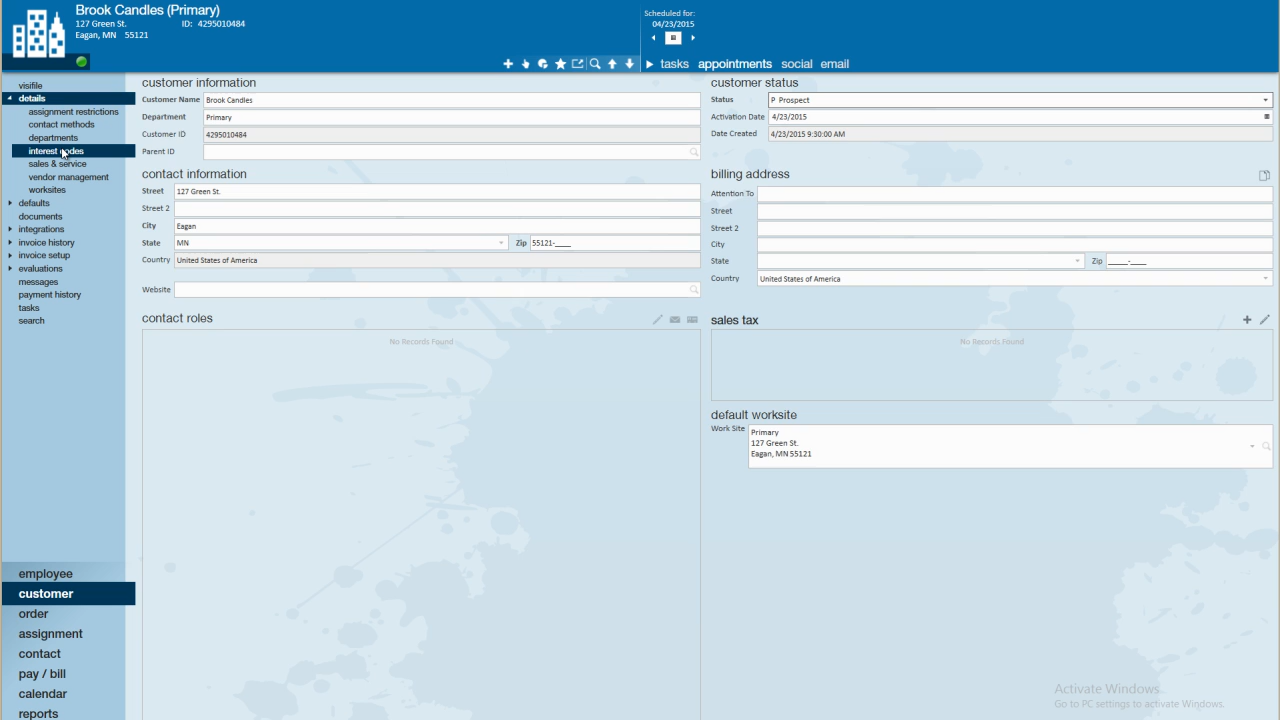 Brook Candles (Primary)
127 Green St. ID: 4295010484
Eagan, MN 55121
Scheduled for:
04/23/2015
tasks appointments social email
visifile
details
assignment restrictions
contact methods
departments
interest codes
sales & service
vendor management
worksites
defaults
documents
integrations
invoice history
invoice setup
evaluations
messages
payment history
tasks
search
employee
customer
order
assignment
contact
pay / bill
calendar
reports
customer information
Customer Name Brook Candles
Department Primary
Customer ID 4295010484
Parent ID
contact information
Street 127 Green St.
Street 2
City Eagan
State MN Zip 55121-____
Country United States of America
Website
contact roles
No Records Found
customer status
Status P Prospect
Activation Date 4/23/2015
Date Created 4/23/2015 9:30:00 AM
billing address
Attention To
Street
Street 2
City
State Zip _____-____
Country United States of America
sales tax
No Records Found
default worksite
Work Site Primary
127 Green St.
Eagan, MN 55121
Activate Windows
Go to PC settings to activate Windows.